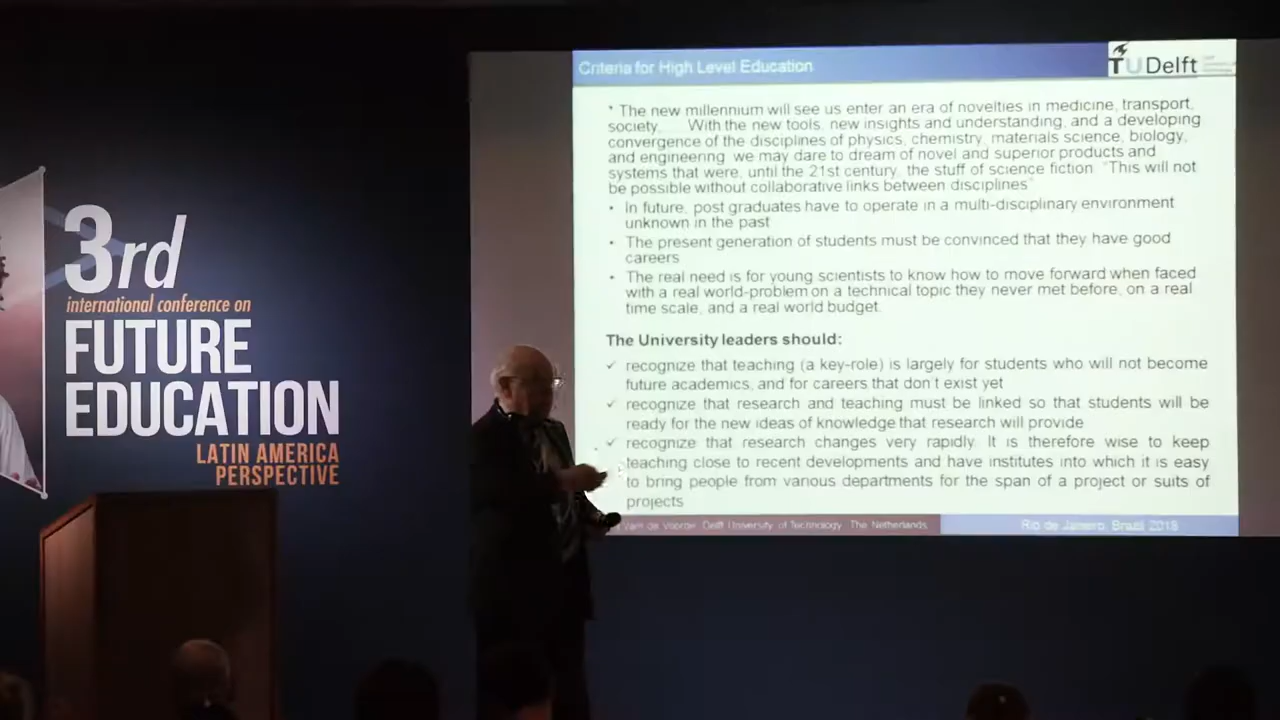 3rd
international conference on
FUTURE
EDUCATION
LATIN AMERICA
PERSPECTIVE
Criteria for High Level Education
TU Delft
* The new millennium will see us enter an era of novelties in medicine, transport,
society. With the new tools, new insights and understanding, and a developing
convergence of the disciplines of physics, chemistry, materials science, biology,
and engineering we may dare to dream of novel and superior products and
systems that were, until the 21st century, the stuff of science fiction "This will not
be possible without collaborative links between disciplines"
• In future, post graduates have to operate in a multi-disciplinary environment
unknown in the past
• The present generation of students must be convinced that they have good
careers
• The real need is for young scientists to know how to move forward when faced
with a real world-problem on a technical topic they never met before, on a real
time scale, and a real world budget.
The University leaders should:
✓ recognize that teaching (a key-role) is largely for students who will not become
future academics, and for careers that don't exist yet
✓ recognize that research and teaching must be linked so that students will be
ready for the new ideas of knowledge that research will provide
✓ recognize that research changes very rapidly. It is therefore wise to keep
teaching close to recent developments and have institutes into which it is easy
to bring people from various departments for the span of a project or suits of
projects
de Voorde, Delft University of Technology, The Netherlands
Rio de Janeiro, Brazil 2018